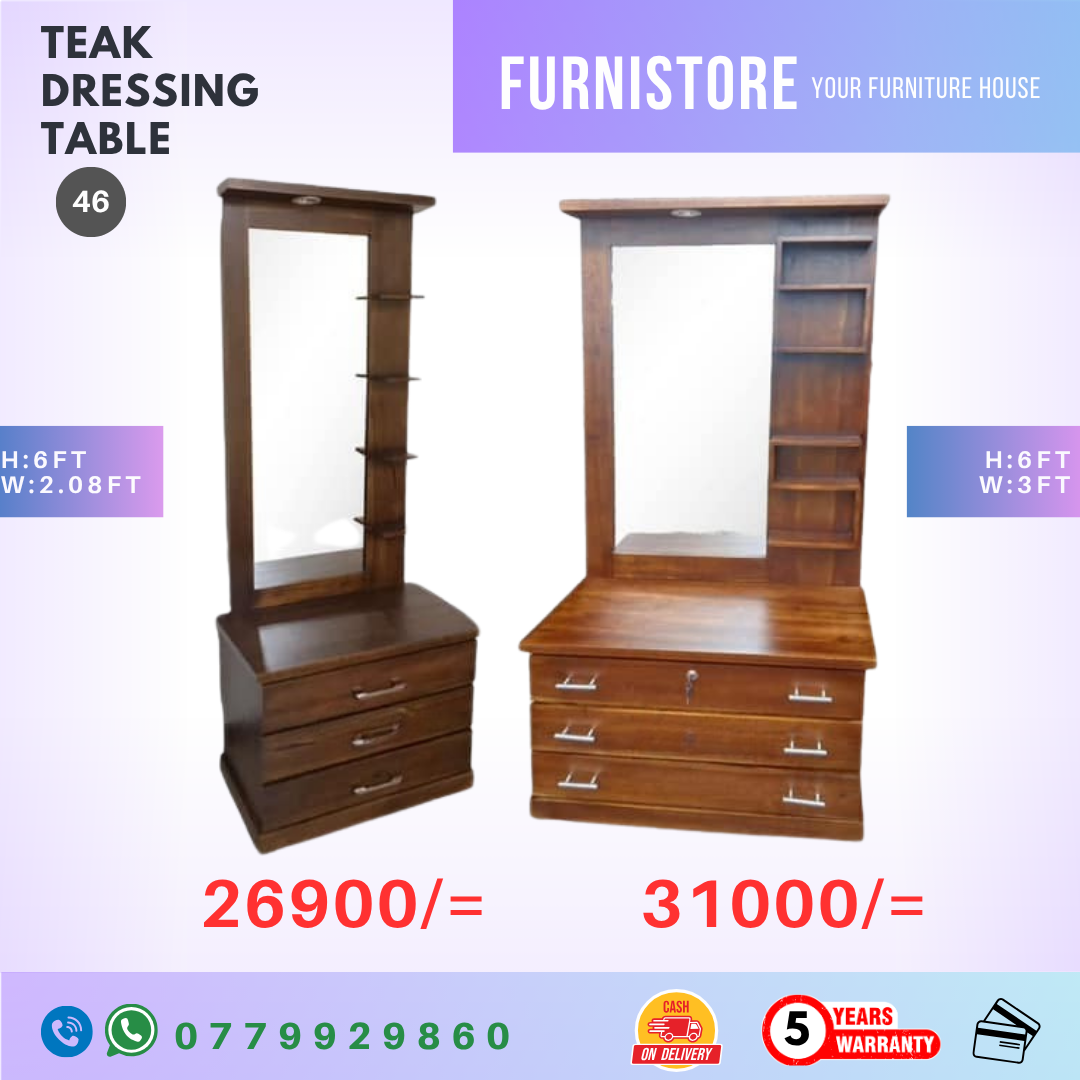 TEAK
DRESSING
TABLE
46
FURNISTORE YOUR FURNITURE HOUSE
H:6FT
W:2.08FT
H:6FT
W:3FT
26900/=
31000/=
0779929860
CASH
ON DELIVERY
5 YEARS
WARRANTY